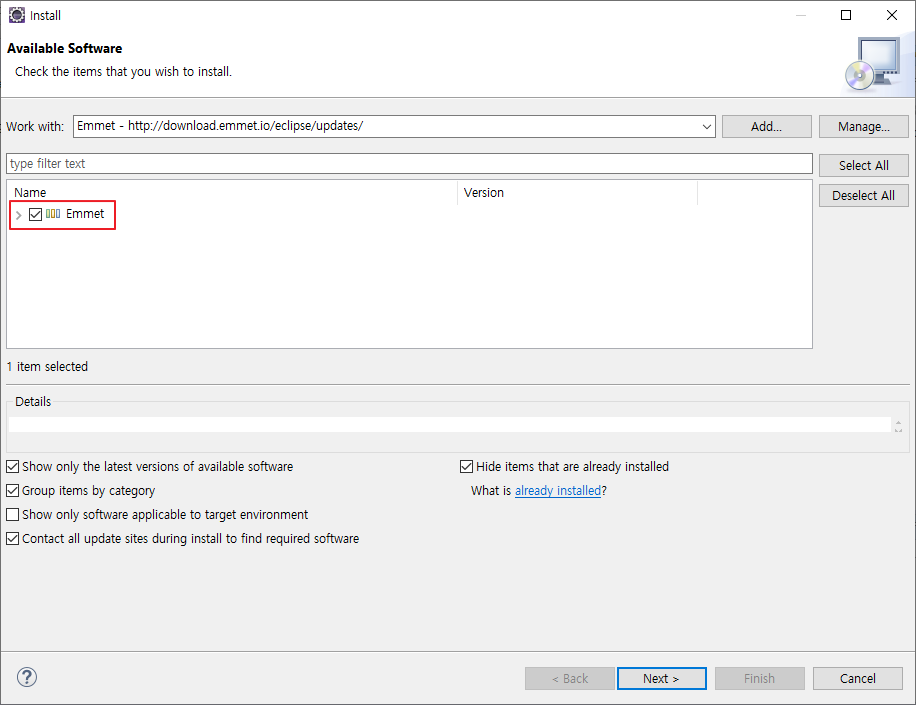 Install
Available Software
Check the items that you wish to install.
Work with: Emmet - http://download.emmet.io/eclipse/updates/ Add... Manage...
type filter text Select All
Name Version Deselect All
Emmet
1 item selected
Details
Show only the latest versions of available software Hide items that are already installed
Group items by category What is already installed?
Show only software applicable to target environment
Contact all update sites during install to find required software
? < Back Next > Finish Cancel